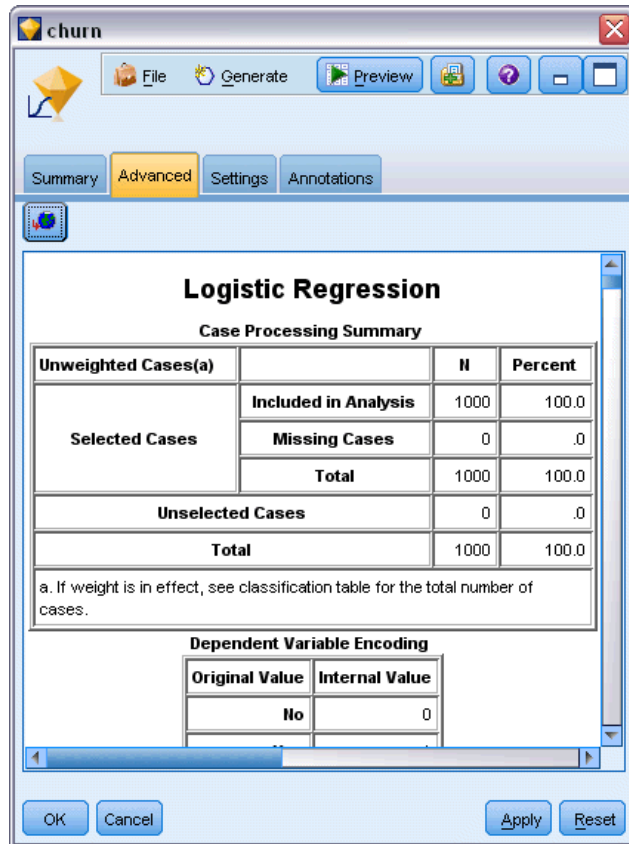 churn
File Generate Preview
Summary Advanced Settings Annotations
Logistic Regression
Case Processing Summary
Unweighted Cases(a) N Percent
Selected Cases Included in Analysis 1000 100.0
Missing Cases 0 .0
Total 1000 100.0
Unselected Cases 0 .0
Total 1000 100.0
a. If weight is in effect, see classification table for the total number of
cases.
Dependent Variable Encoding
Original Value Internal Value
No 0
OK Cancel Apply Reset